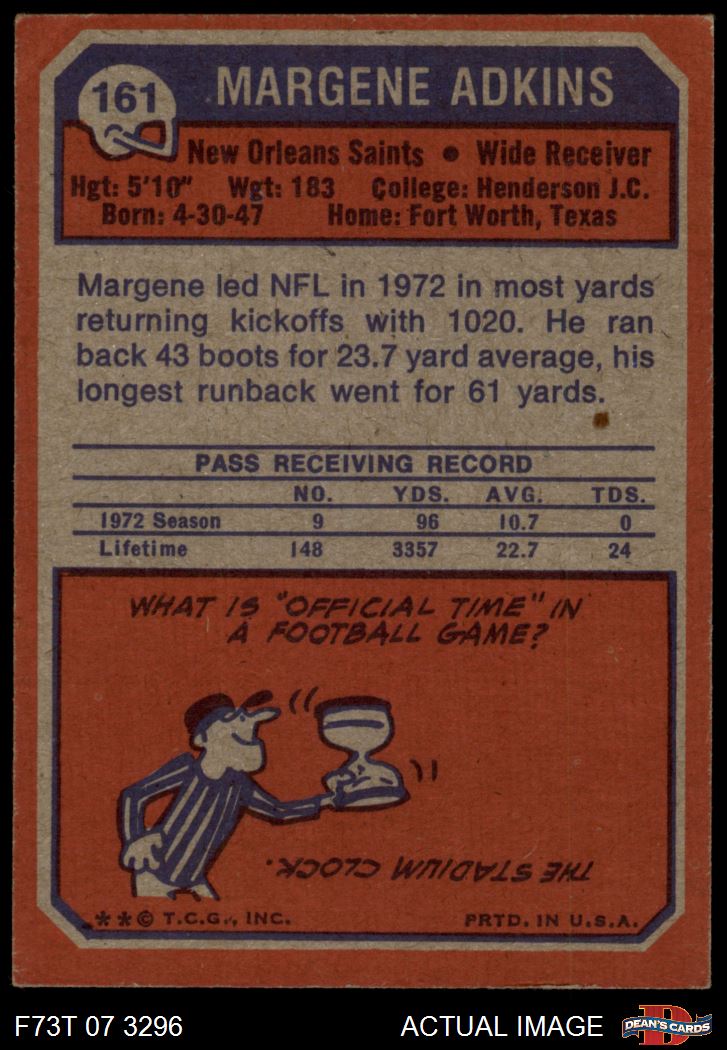 161
MARGENE ADKINS
New Orleans Saints • Wide Receiver
Hgt: 5'10" Wgt: 183 College: Henderson J.C.
Born: 4-30-47 Home: Fort Worth, Texas
Margene led NFL in 1972 in most yards
returning kickoffs with 1020. He ran
back 43 boots for 23.7 yard average, his
longest runback went for 61 yards.
PASS RECEIVING RECORD
NO. YDS. AVG. TDS.
1972 Season 9 96 10.7 0
Lifetime 148 3357 22.7 24
WHAT IS "OFFICIAL TIME" IN
A FOOTBALL GAME?
THE STADIUM CLOCK.
**© T.C.G., INC. PRTD. IN U.S.A.
F73T 07 3296 ACTUAL IMAGE
D
DEAN'S CARDS